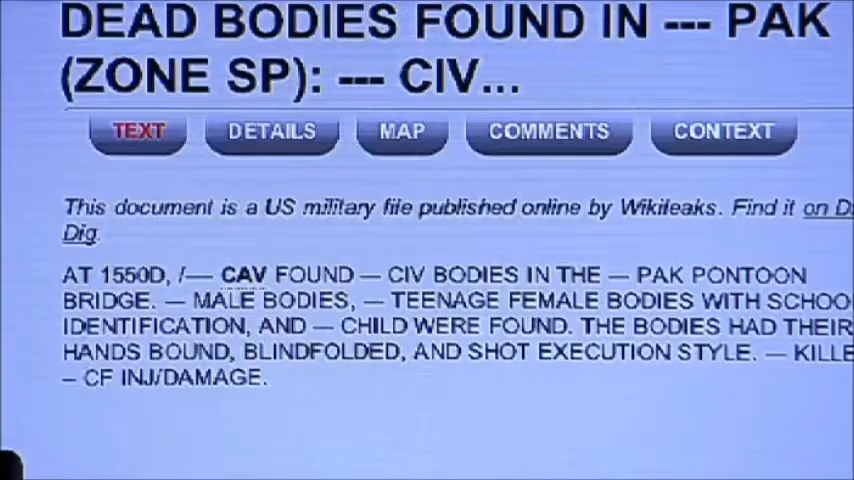 DEAD BODIES FOUND IN --- PAK
(ZONE SP): --- CIV...
TEXT DETAILS MAP COMMENTS CONTEXT
This document is a US military file published online by Wikileaks. Find it on D
Dig.
AT 1550D, /— CAV FOUND — CIV BODIES IN THE — PAK PONTOON
BRIDGE. — MALE BODIES, — TEENAGE FEMALE BODIES WITH SCHOO
IDENTIFICATION, AND — CHILD WERE FOUND. THE BODIES HAD THEIR
HANDS BOUND, BLINDFOLDED, AND SHOT EXECUTION STYLE. — KILLE
– CF INJ/DAMAGE.